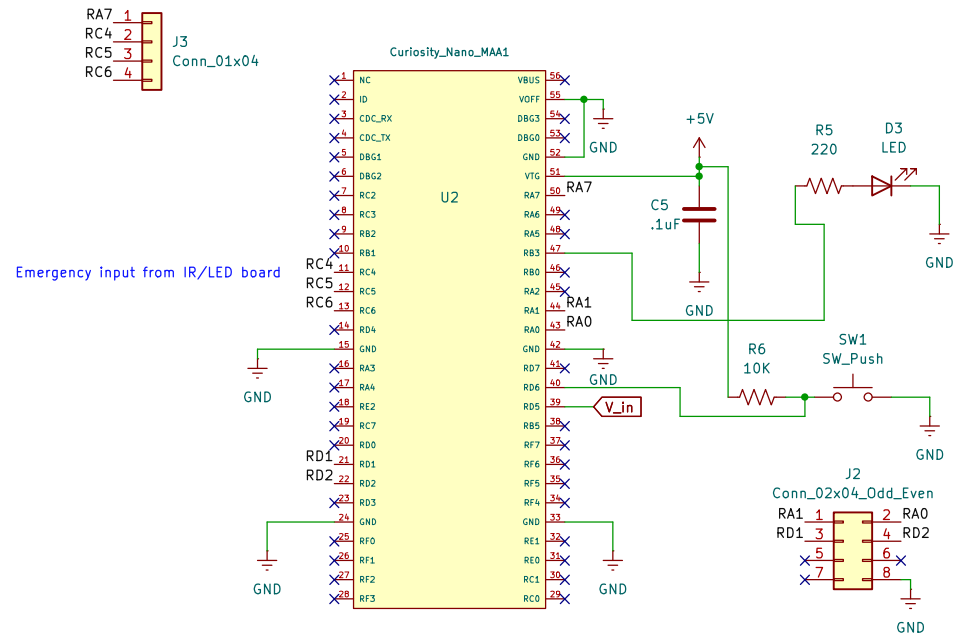 RA7 1
RC4 2
RC5 3
RC6 4
J3
Conn_01x04
Curiosity_Nano_MAA1
U2
1 NC
2 ID
3 CDC_RX
4 CDC_TX
5 DBG1
6 DBG2
7 RC2
8 RC3
9 RB2
10 RB1
RC4 11 RC4
RC5 12 RC5
RC6 13 RC6
14 RD4
15 GND
16 RA3
17 RA4
18 RE2
19 RC7
20 RD0
RD1 21 RD1
RD2 22 RD2
23 RD3
24 GND
25 RF0
26 RF1
27 RF2
28 RF3
VBUS 56
VOFF 55
DBG3 54
DBG0 53
GND 52
VTG 51
RA7 50 RA7
RA6 49
RA5 48
RB3 47
RB0 46
RA2 45
RA1 44 RA1
RA0 43 RA0
GND 42
RD7 41
RD6 40
RD5 39
RB5 38
RF7 37
RF6 36
RF5 35
RF4 34
GND 33
RE1 32
RE0 31
RC1 30
RC0 29
Emergency input from IR/LED board
GND
GND
GND
GND
GND
V_in
+5V
C5
.1uF
GND
R5
220
D3
LED
GND
R6
10K
SW1
SW_Push
GND
J2
Conn_02x04_Odd_Even
RA1 1 2 RA0
RD1 3 4 RD2
5 6
7 8
GND